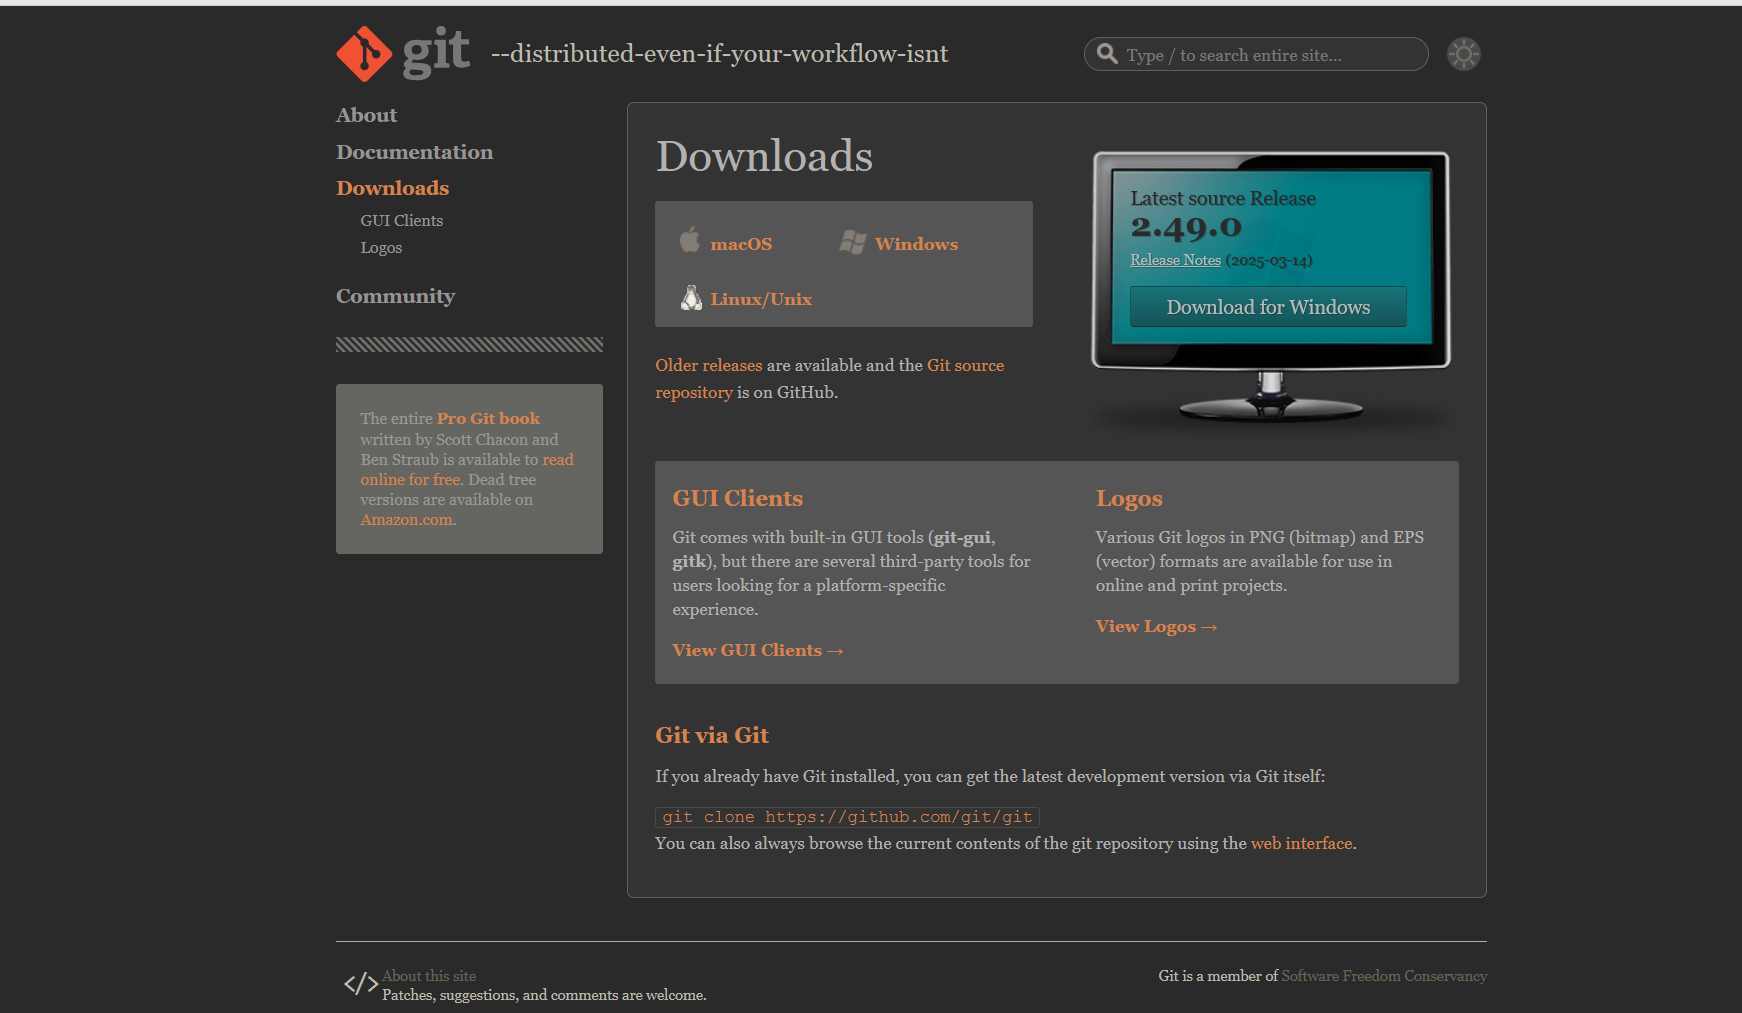 git --distributed-even-if-your-workflow-isnt
Type / to search entire site...
About
Documentation
Downloads
GUI Clients
Logos
Community
The entire Pro Git book
written by Scott Chacon and
Ben Straub is available to read
online for free. Dead tree
versions are available on
Amazon.com.
Downloads
macOS
Windows
Linux/Unix
Older releases are available and the Git source
repository is on GitHub.
Latest source Release
2.49.0
Release Notes (2025-03-14)
Download for Windows
GUI Clients
Git comes with built-in GUI tools (git-gui,
gitk), but there are several third-party tools for
users looking for a platform-specific
experience.
View GUI Clients →
Logos
Various Git logos in PNG (bitmap) and EPS
(vector) formats are available for use in
online and print projects.
View Logos →
Git via Git
If you already have Git installed, you can get the latest development version via Git itself:
git clone https://github.com/git/git
You can also always browse the current contents of the git repository using the web interface.
</> About this site
Patches, suggestions, and comments are welcome.
Git is a member of Software Freedom Conservancy